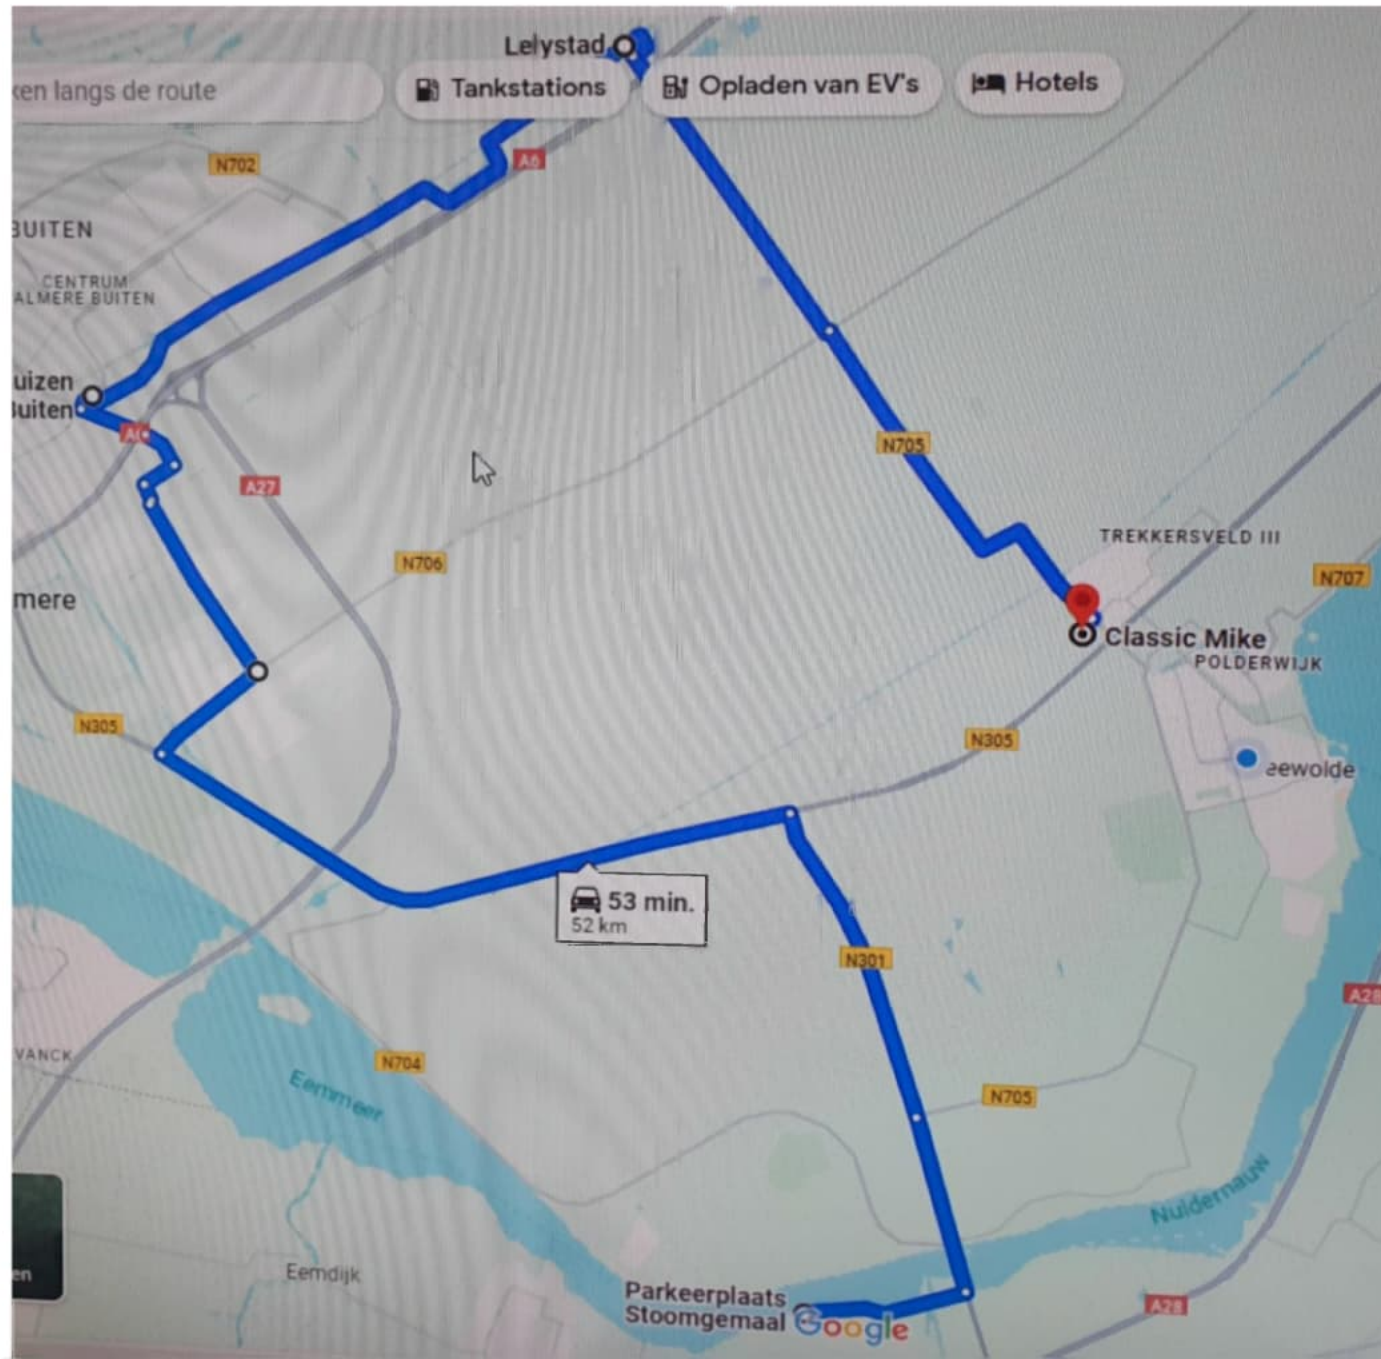 Lelystad
ken langs de route
Tankstations
Opladen van EV's
Hotels
A6
N702
BUITEN
CENTRUM
ALMERE BUITEN
uizen
Buiten
N705
A27
TREKKERSVELD III
N706
N707
mere
Classic Mike
POLDERWIJK
N305
N305
eewolde
53 min.
52 km
N301
A28
VANCK
N704
Eemmeer
N705
Nuldernauw
en
Eemdijk
Parkeerplaats
Stoomgemaal
Google
A28